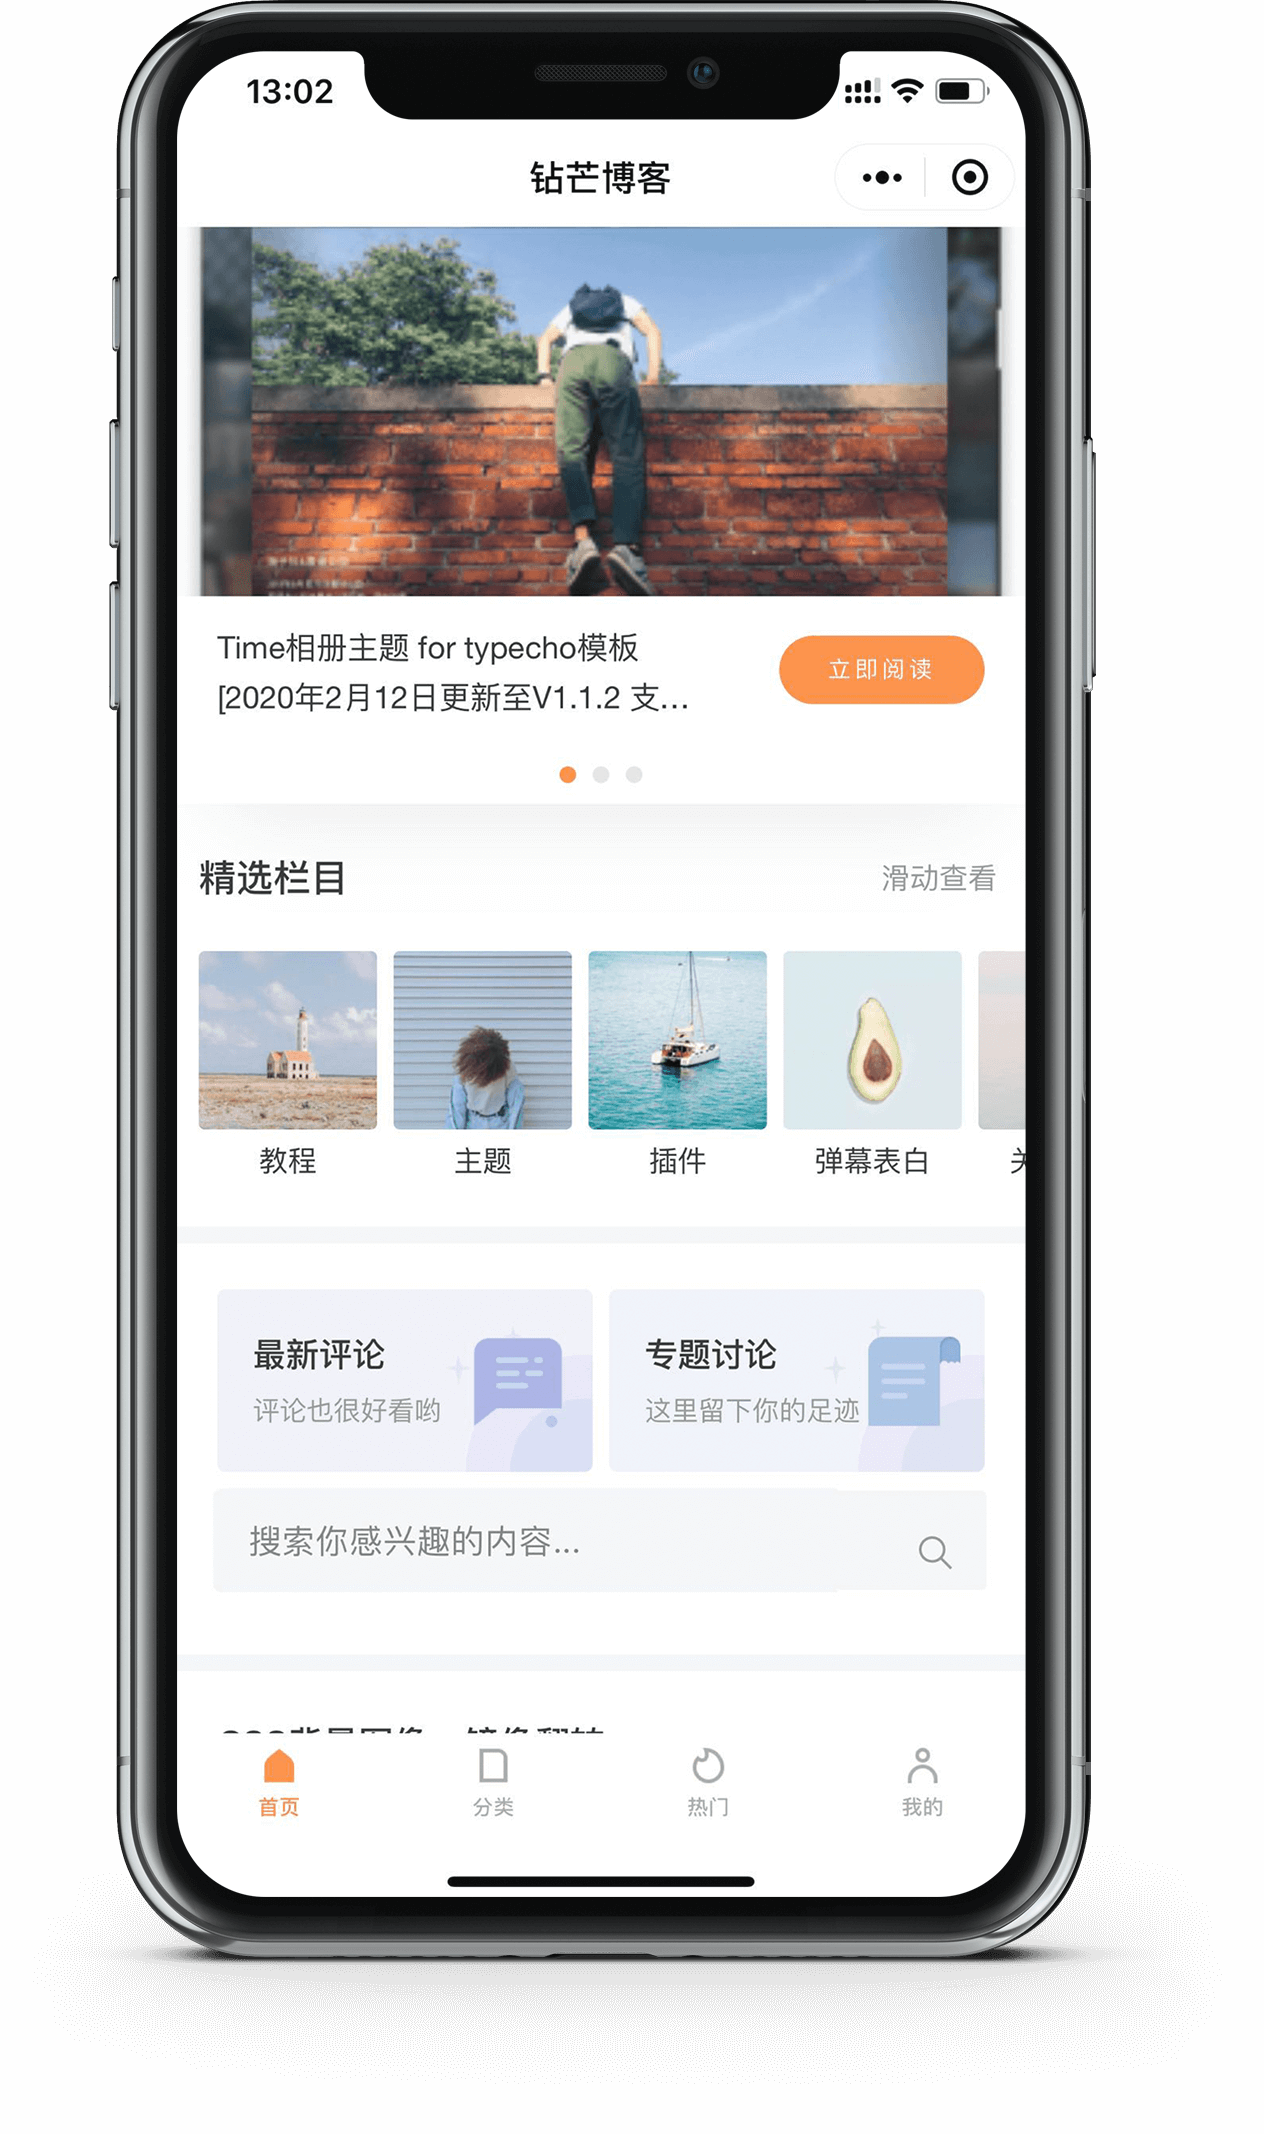 13:02
钻芒博客
Time相册主题 for typecho模板
[2020年2月12日更新至V1.1.2 支...
立即阅读
精选栏目
滑动查看
教程
主题
插件
弹幕表白
最新评论
评论也很好看哟
专题讨论
这里留下你的足迹
搜索你感兴趣的内容...
首页
分类
热门
我的